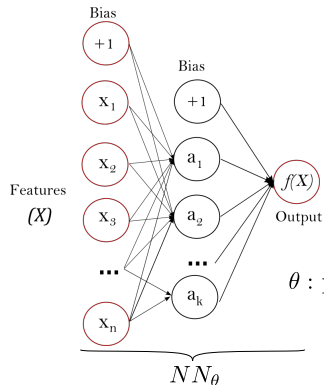 Bias
+1
Bias
x1
+1
x2
a1
Features
(X)
x3
a2
f(X)
Output
...
...
ak
θ :
xn
NNθ